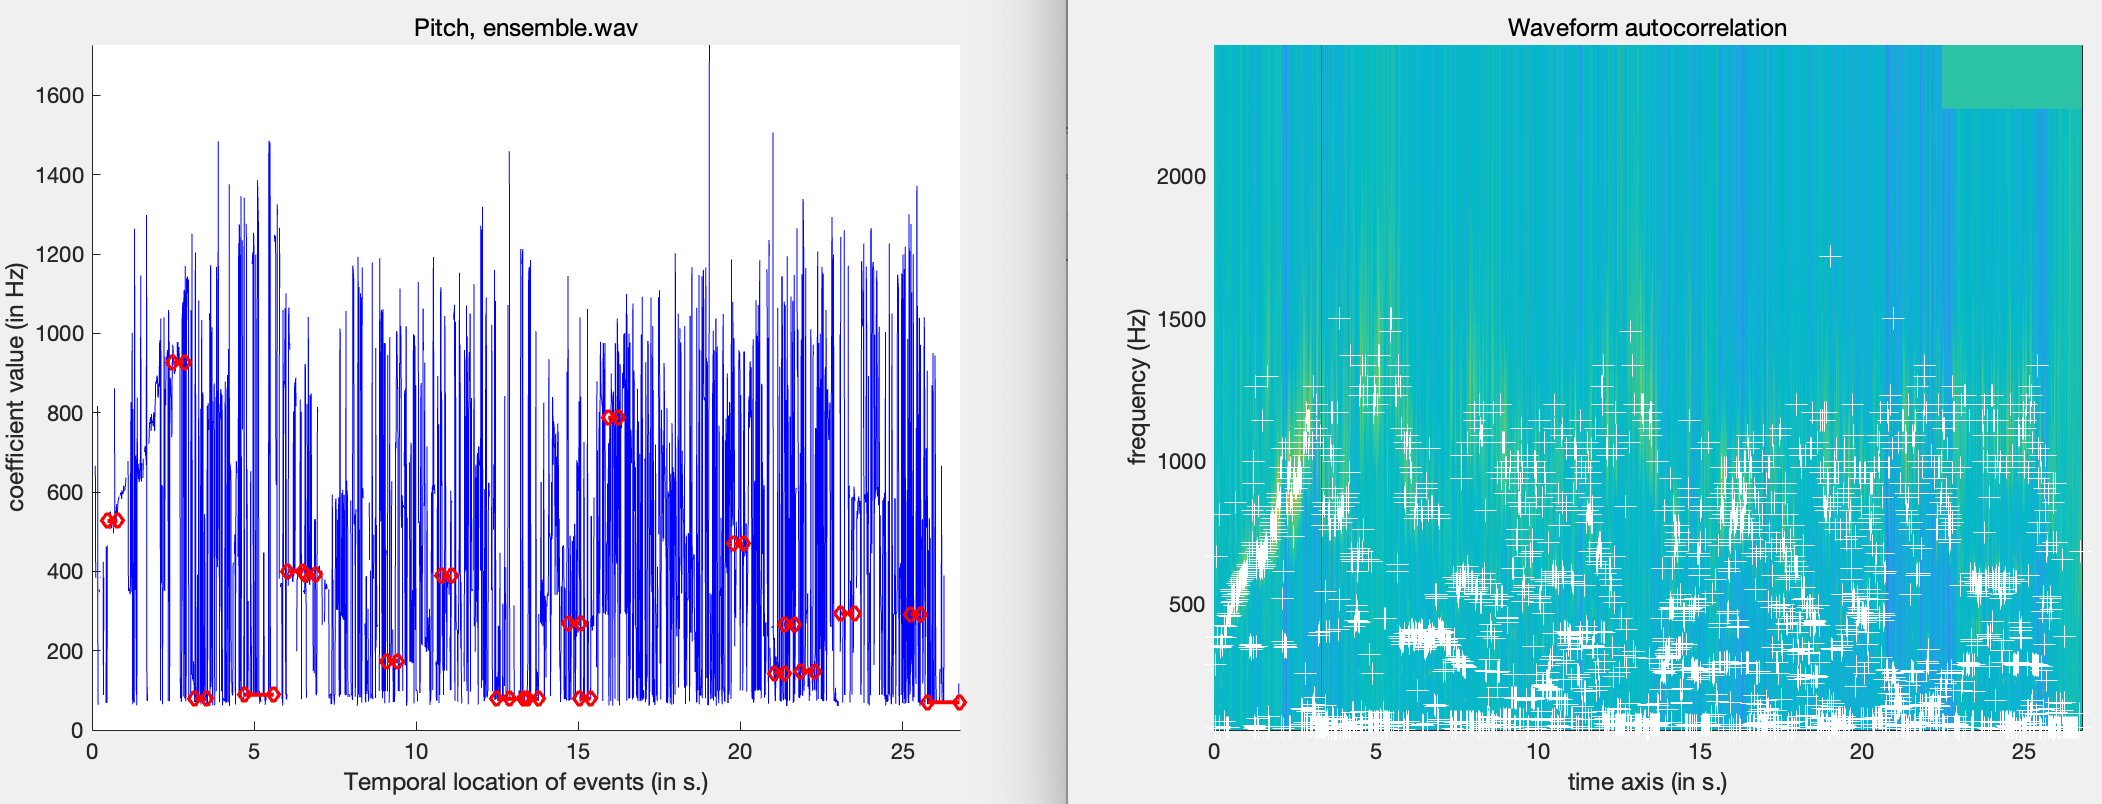 Pitch, ensemble.wav
coefficient value (in Hz)
1600
1400
1200
1000
800
600
400
200
0
0 5 10 15 20 25
Temporal location of events (in s.)
Waveform autocorrelation
frequency (Hz)
2000
1500
1000
500
0 5 10 15 20 25
time axis (in s.)